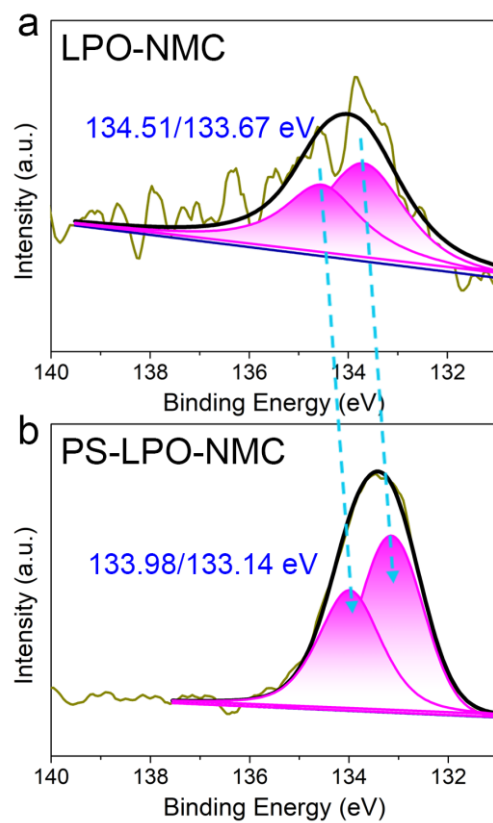 a
LPO-NMC
134.51/133.67 eV
Intensity (a.u.)
140 138 136 134 132
Binding Energy (eV)
b
PS-LPO-NMC
133.98/133.14 eV
Intensity (a.u.)
140 138 136 134 132
Binding Energy (eV)